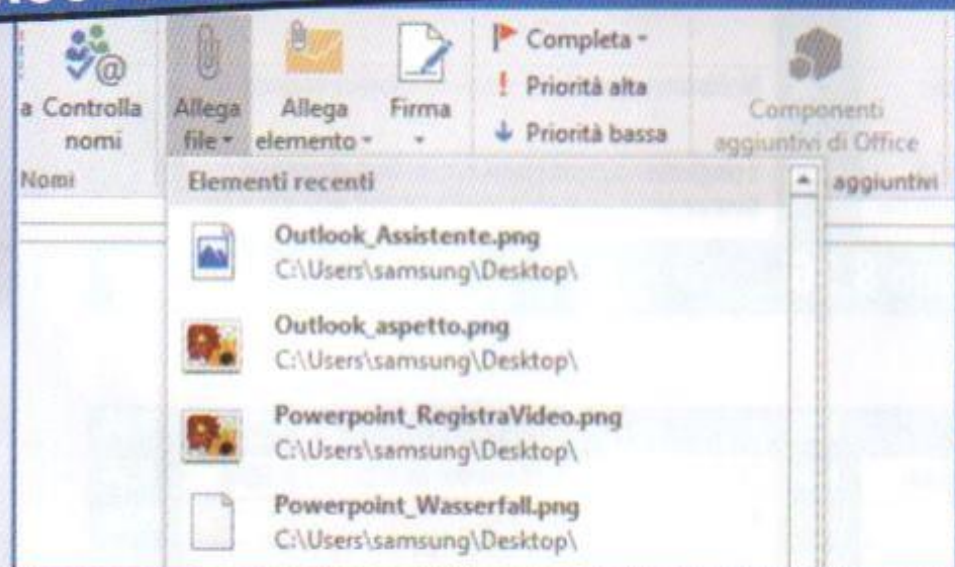 a Controlla
nomi
Nomi
Allega
file
Allega
elemento
Firma
Completa
Priorità alta
Priorità bassa
Componenti
aggiuntivi di Office
aggiuntivi
Elementi recenti
Outlook_Assistente.png
C:\Users\samsung\Desktop\
Outlook_aspetto.png
C:\Users\samsung\Desktop\
Powerpoint_RegistraVideo.png
C:\Users\samsung\Desktop\
Powerpoint_Wasserfall.png
C:\Users\samsung\Desktop\